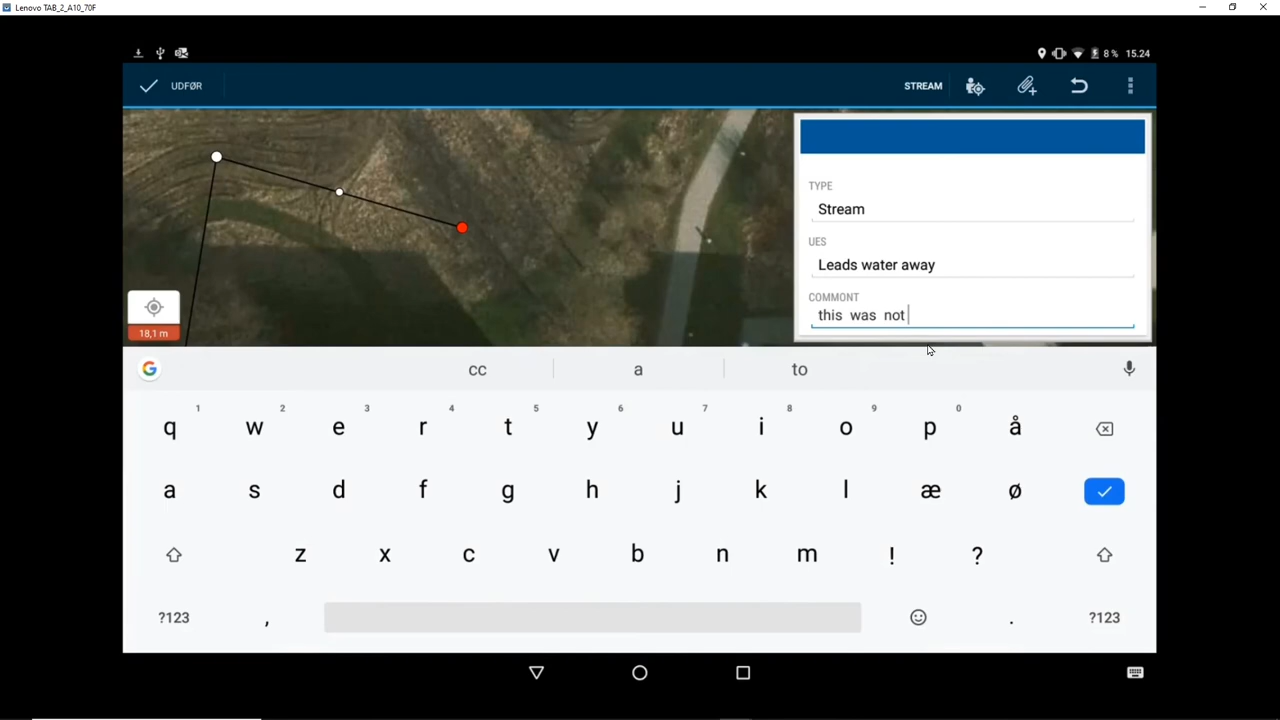 Lenovo TAB_2_A10_70F
8 % 15.24
UDFØR STREAM
TYPE
Stream
UES
Leads water away
COMMONT
this was not
18,1 m
cc a to
1 2 3 4 5 6 7 8 9 0
q w e r t y u i o p å
a s d f g h j k l æ ø
z x c v b n m ! ?
?123 , . ?123